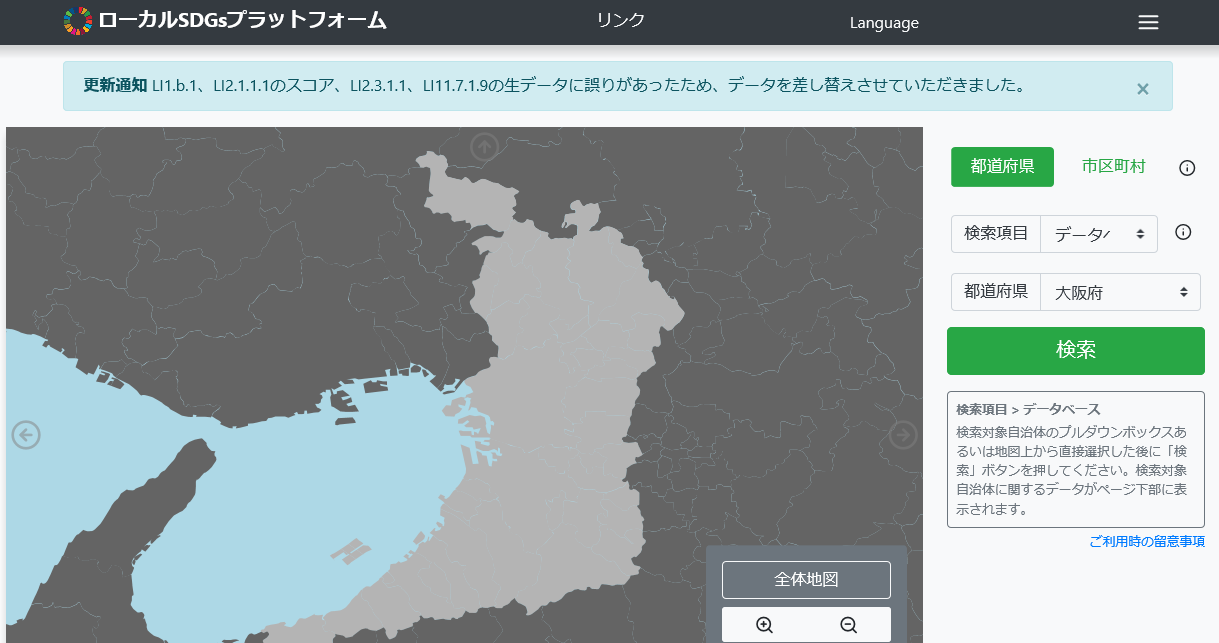 ローカルSDGsプラットフォーム
リンク
Language
更新通知 LI1.b.1、LI2.1.1.1のスコア、LI2.3.1.1、LI11.7.1.9の生データに誤りがあったため、データを差し替えさせていただきました。
×
都道府県
市区町村
検索項目
データベ
都道府県
大阪府
検索
検索項目 > データベース
検索対象自治体のプルダウンボックスあ
るいは地図上から直接選択した後に「検
索」ボタンを押してください。検索対象
自治体に関するデータがページ下部に表
示されます。
ご利用時の留意事項
全体地図